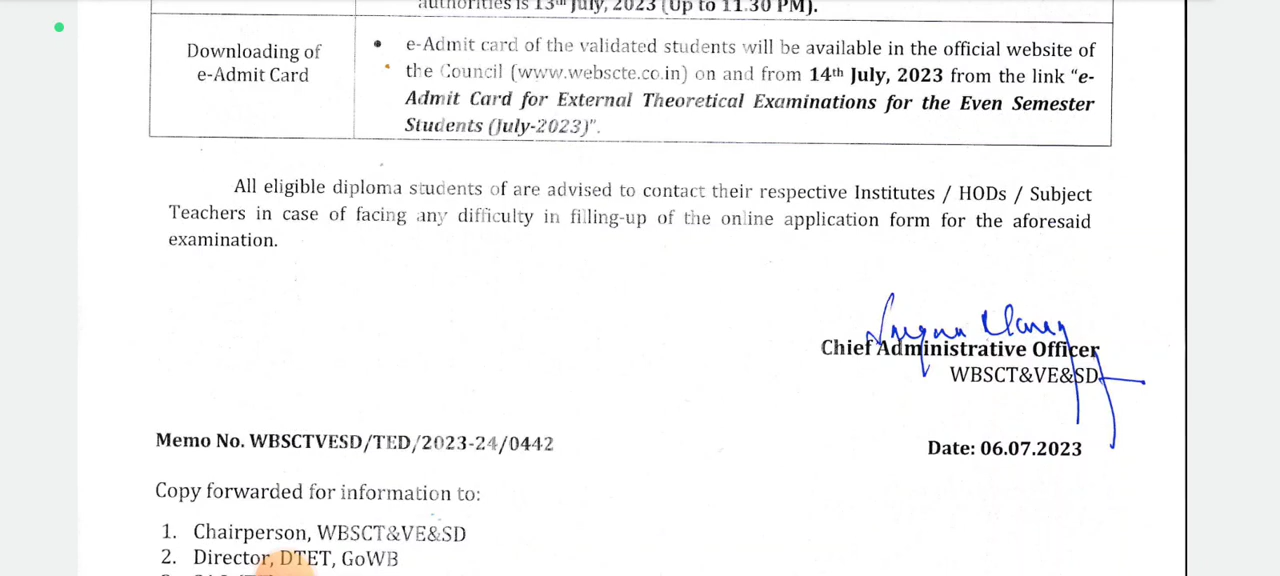 authorities is 13th July, 2023 (Up to 11.30 PM).
Downloading of
e-Admit Card
• e-Admit card of the validated students will be available in the official website of
the Council (www.webscte.co.in) on and from 14th July, 2023 from the link "e-
Admit Card for External Theoretical Examinations for the Even Semester
Students (July-2023)".
All eligible diploma students of are advised to contact their respective Institutes / HODs / Subject
Teachers in case of facing any difficulty in filling-up of the online application form for the aforesaid
examination.
Chief Administrative Officer
WBSCT&VE&SD
Memo No. WBSCTVESD/TED/2023-24/0442
Date: 06.07.2023
Copy forwarded for information to:
1. Chairperson, WBSCT&VE&SD
2. Director, DTET, GoWB